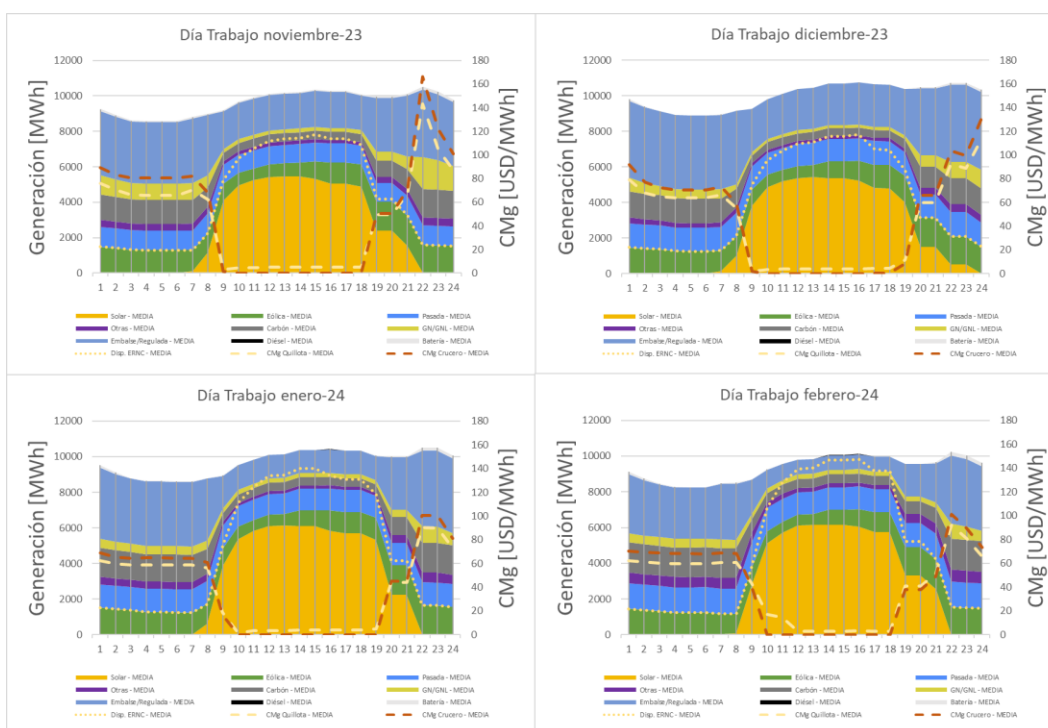 Día Trabajo noviembre-23
Generación [MWh]
12000
10000
8000
6000
4000
2000
0
180
160
140
120
100
80
60
40
20
0
CMg [USD/MWh]
1 2 3 4 5 6 7 8 9 10 11 12 13 14 15 16 17 18 19 20 21 22 23 24
Solar - MEDIA Eólica - MEDIA Pasada - MEDIA
Otras - MEDIA Carbón - MEDIA GN/GNL - MEDIA
Embalse/Regulada - MEDIA Diésel - MEDIA Batería - MEDIA
Disp. ERNC - MEDIA CMg Quillota - MEDIA CMg Crucero - MEDIA
Día Trabajo diciembre-23
Generación [MWh]
12000
10000
8000
6000
4000
2000
0
180
160
140
120
100
80
60
40
20
0
CMg [USD/MWh]
1 2 3 4 5 6 7 8 9 10 11 12 13 14 15 16 17 18 19 20 21 22 23 24
Solar - MEDIA Eólica - MEDIA Pasada - MEDIA
Otras - MEDIA Carbón - MEDIA GN/GNL - MEDIA
Embalse/Regulada - MEDIA Diésel - MEDIA Batería - MEDIA
Disp. ERNC - MEDIA CMg Quillota - MEDIA CMg Crucero - MEDIA
Día Trabajo enero-24
Generación [MWh]
12000
10000
8000
6000
4000
2000
0
180
160
140
120
100
80
60
40
20
0
CMg [USD/MWh]
1 2 3 4 5 6 7 8 9 10 11 12 13 14 15 16 17 18 19 20 21 22 23 24
Solar - MEDIA Eólica - MEDIA Pasada - MEDIA
Otras - MEDIA Carbón - MEDIA GN/GNL - MEDIA
Embalse/Regulada - MEDIA Diésel - MEDIA Batería - MEDIA
Disp. ERNC - MEDIA CMg Quillota - MEDIA CMg Crucero - MEDIA
Día Trabajo febrero-24
Generación [MWh]
12000
10000
8000
6000
4000
2000
0
180
160
140
120
100
80
60
40
20
0
CMg [USD/MWh]
1 2 3 4 5 6 7 8 9 10 11 12 13 14 15 16 17 18 19 20 21 22 23 24
Solar - MEDIA Eólica - MEDIA Pasada - MEDIA
Otras - MEDIA Carbón - MEDIA GN/GNL - MEDIA
Embalse/Regulada - MEDIA Diésel - MEDIA Batería - MEDIA
Disp. ERNC - MEDIA CMg Quillota - MEDIA CMg Crucero - MEDIA